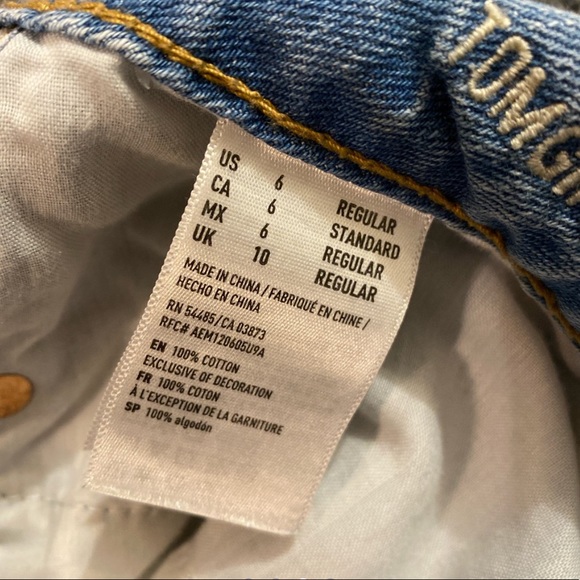 TOMGI
US 6 REGULAR
CA 6 STANDARD
MX 6 REGULAR
UK 10 REGULAR
MADE IN CHINA / FABRIQUÉ EN CHINE /
HECHO EN CHINA
RN 54485/CA 03873
RFC# AEM120605U9A
EN 100% COTTON
EXCLUSIVE OF DECORATION
FR 100% COTON
À L'EXCEPTION DE LA GARNITURE
SP 100% algodón